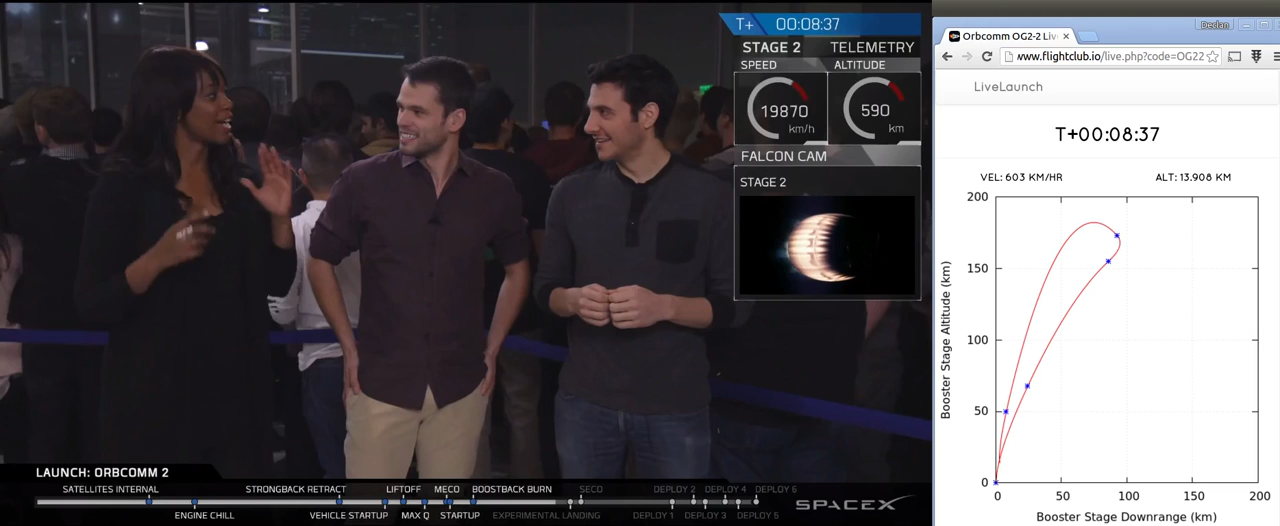 T+ 00:08:37
STAGE 2 TELEMETRY
SPEED ALTITUDE
19870 590
km/h km
FALCON CAM
STAGE 2
LAUNCH: ORBCOMM 2
SATELLITES INTERNAL STRONGBACK RETRACT LIFTOFF MECO BOOSTBACK BURN SECO DEPLOY 2 DEPLOY 4 DEPLOY 6
ENGINE CHILL VEHICLE STARTUP MAX Q STARTUP EXPERIMENTAL LANDING DEPLOY 1 DEPLOY 3 DEPLOY 5
SPACEX
Declan
Orbcomm OG2-2 Liv
www.flightclub.io/live.php?code=OG22
LiveLaunch
T+00:08:37
VEL: 603 KM/HR ALT: 13.908 KM
200
150
100
50
0
Booster Stage Altitude (km)
0 50 100 150 200
Booster Stage Downrange (km)